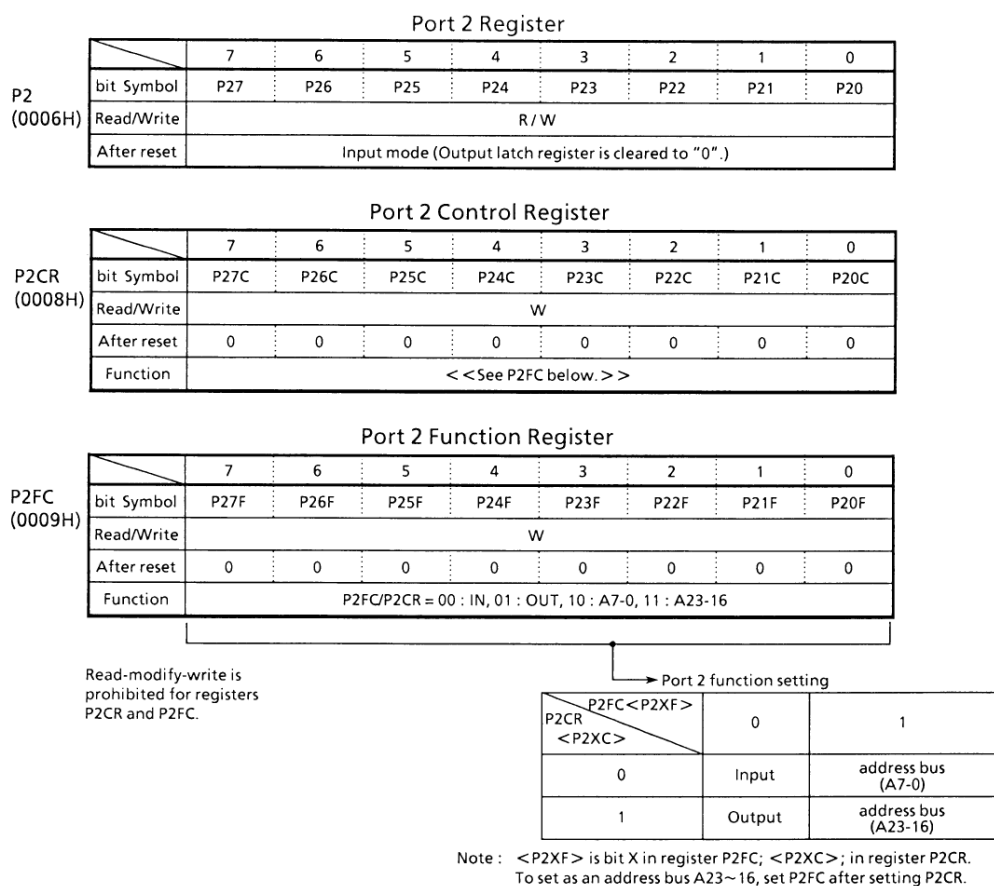 Port 2 Register
7 6 5 4 3 2 1 0
P2
(0006H)
bit Symbol P27 P26 P25 P24 P23 P22 P21 P20
Read/Write R/W
After reset Input mode (Output latch register is cleared to "0".)
Port 2 Control Register
7 6 5 4 3 2 1 0
P2CR
(0008H)
bit Symbol P27C P26C P25C P24C P23C P22C P21C P20C
Read/Write W
After reset 0 0 0 0 0 0 0 0
Function <<See P2FC below.>>
Port 2 Function Register
7 6 5 4 3 2 1 0
P2FC
(0009H)
bit Symbol P27F P26F P25F P24F P23F P22F P21F P20F
Read/Write W
After reset 0 0 0 0 0 0 0 0
Function P2FC/P2CR = 00 : IN, 01 : OUT, 10 : A7-0, 11 : A23-16
Read-modify-write is
prohibited for registers
P2CR and P2FC.
Port 2 function setting
P2FC<P2XF>
P2CR
<P2XC>
0 1
0 Input address bus
(A7-0)
1 Output address bus
(A23-16)
Note : <P2XF> is bit X in register P2FC; <P2XC>; in register P2CR.
To set as an address bus A23~16, set P2FC after setting P2CR.